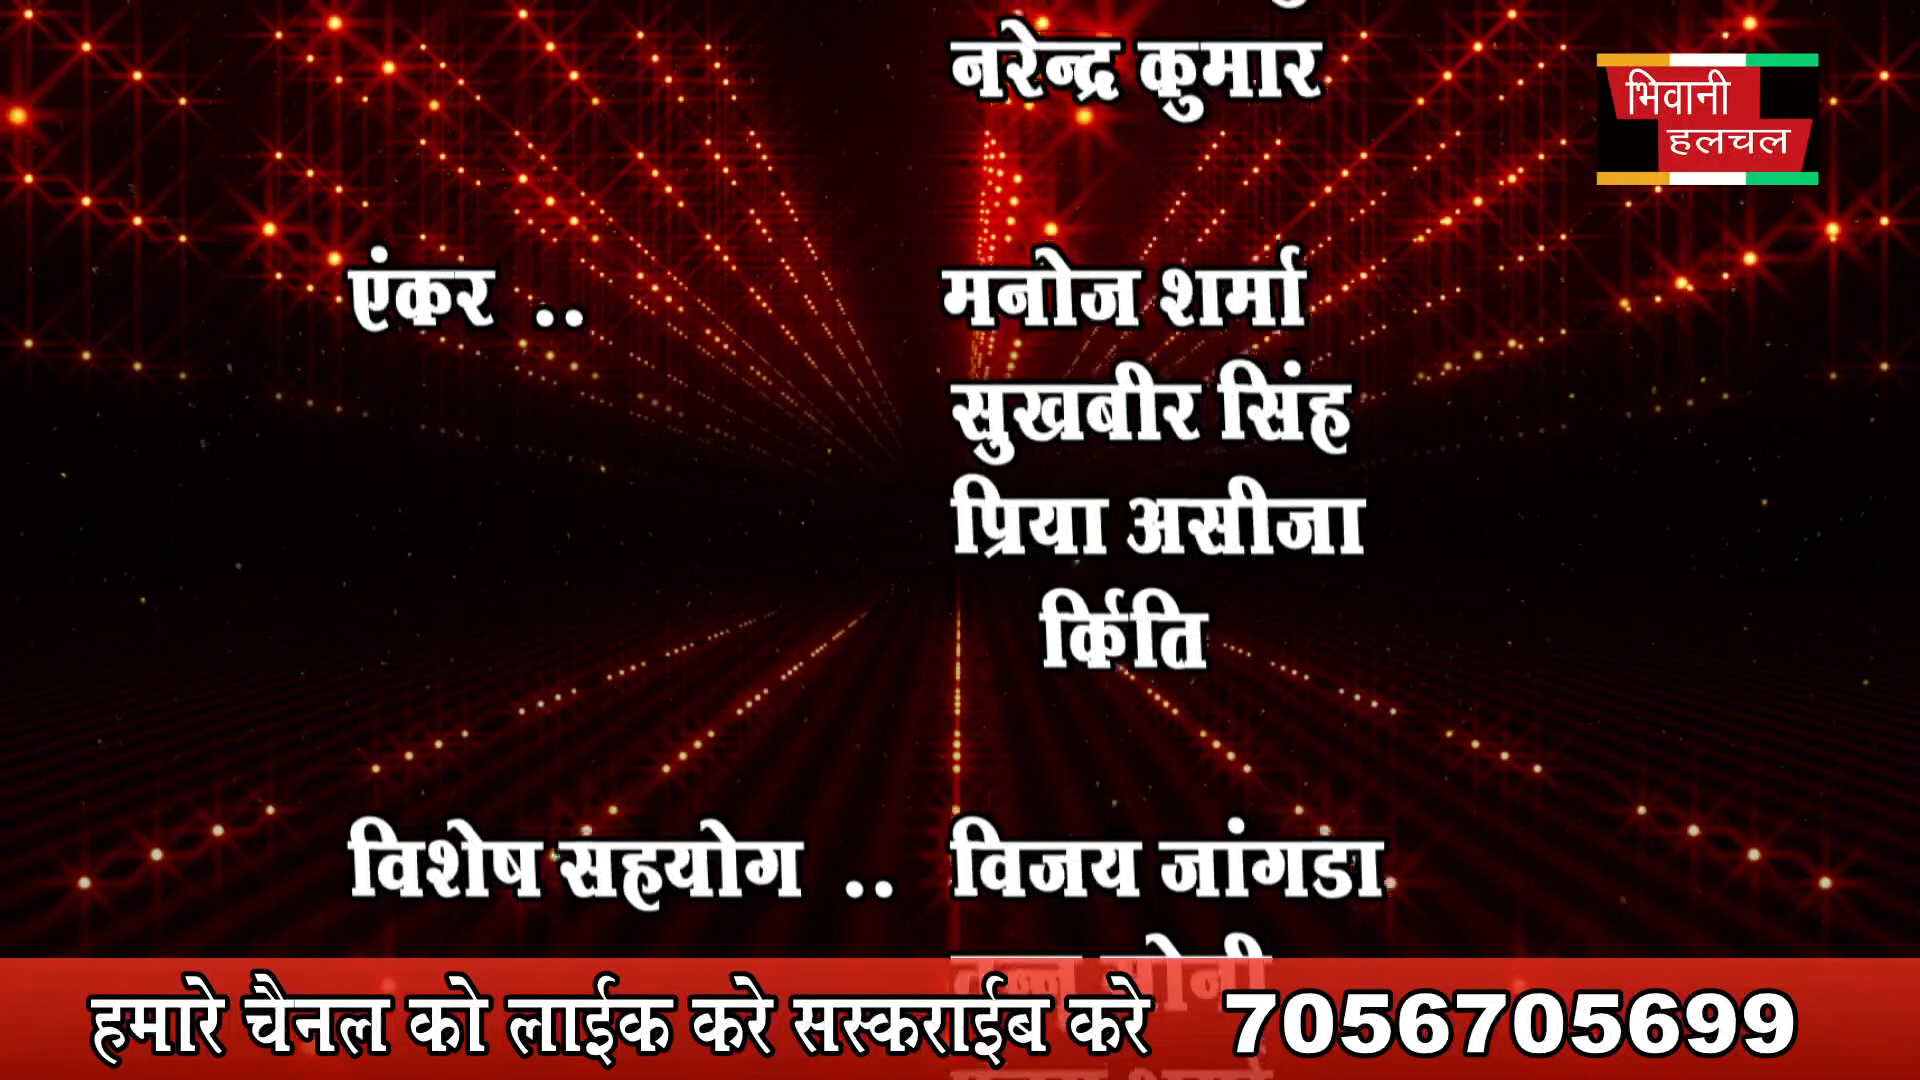 नरेन्द्र कुमार
भिवानी
हलचल
एंकर .. मनोज शर्मा
सुखबीर सिंह
प्रिया असीजा
र्किति
विशेष सहयोग .. विजय जांगडा
हमारे चैनल को लाईक करे सस्कराईब करे 7056705699